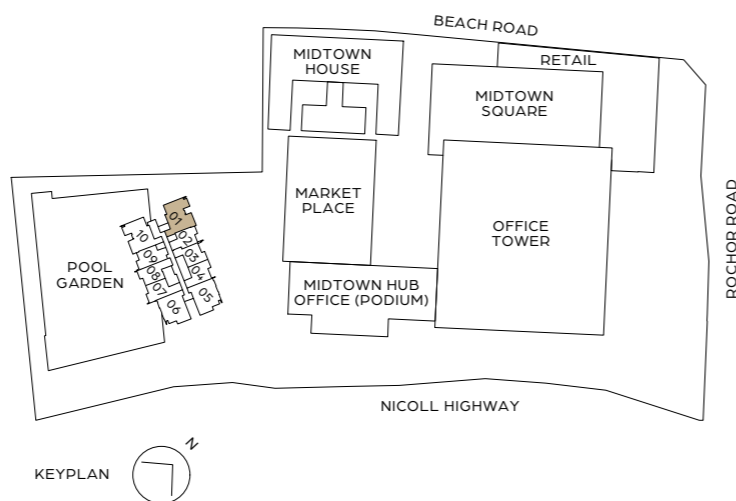 BEACH ROAD
MIDTOWN
HOUSE
RETAIL
MIDTOWN
SQUARE
MARKET
PLACE
OFFICE
TOWER
ROCHOR ROAD
POOL
GARDEN
01
02
03
04
05
10
09
08
07
06
MIDTOWN HUB
OFFICE (PODIUM)
NICOLL HIGHWAY
KEYPLAN
N